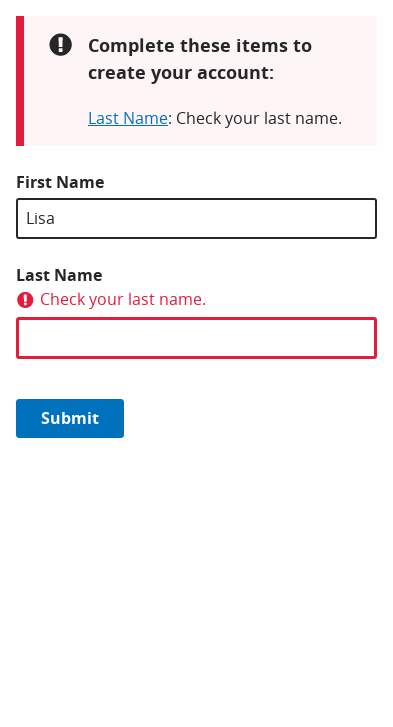 Complete these items to
create your account:
Last Name: Check your last name.
First Name
Lisa
Last Name
Check your last name.
Submit